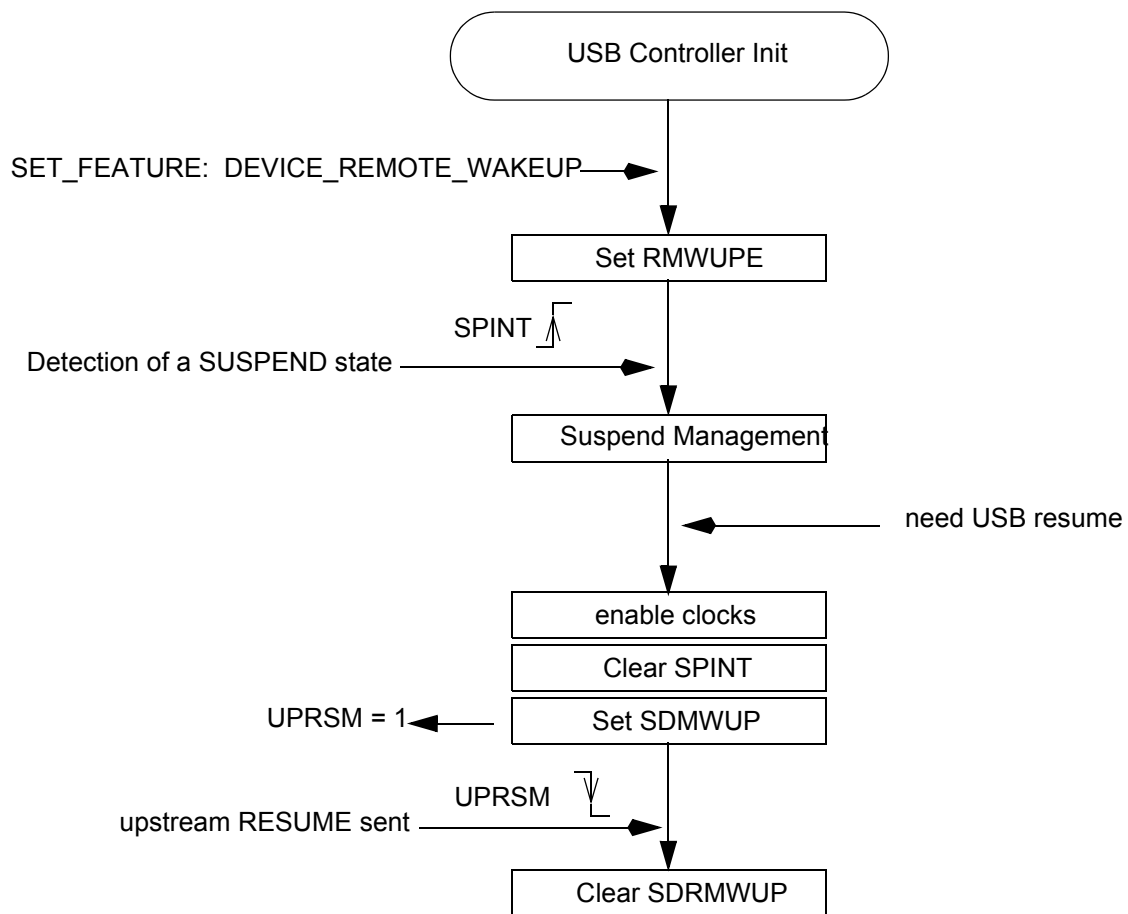 USB Controller Init
SET_FEATURE: DEVICE_REMOTE_WAKEUP
Set RMWUPE
SPINT
Detection of a SUSPEND state
Suspend Management
need USB resume
enable clocks
Clear SPINT
UPRSM = 1
Set SDMWUP
UPRSM
upstream RESUME sent
Clear SDRMWUP